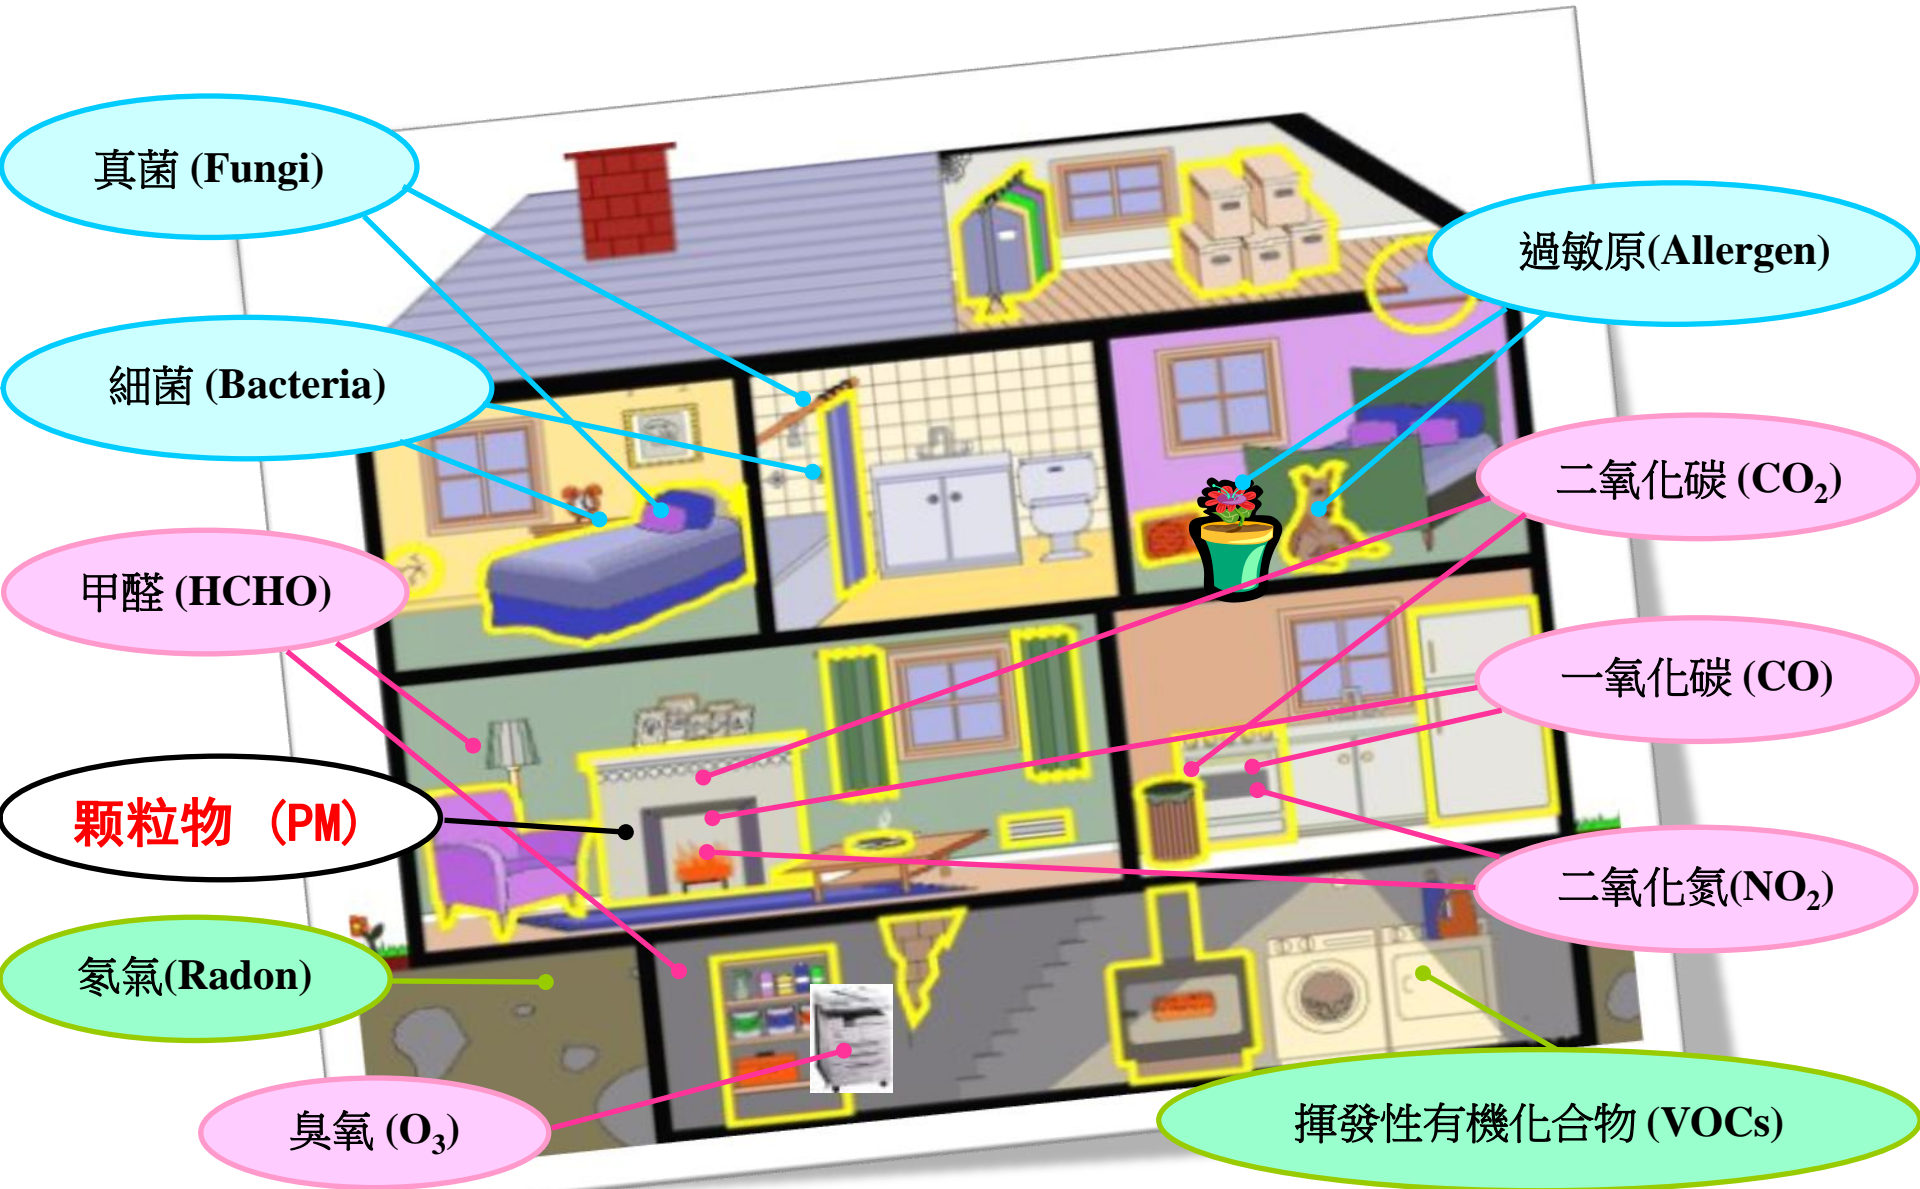 真菌 (Fungi)
過敏原(Allergen)
細菌 (Bacteria)
二氧化碳 (CO₂)
甲醛 (HCHO)
一氧化碳 (CO)
颗粒物 (PM)
二氧化氮(NO₂)
氡氣(Radon)
臭氧 (O₃)
揮發性有機化合物 (VOCs)